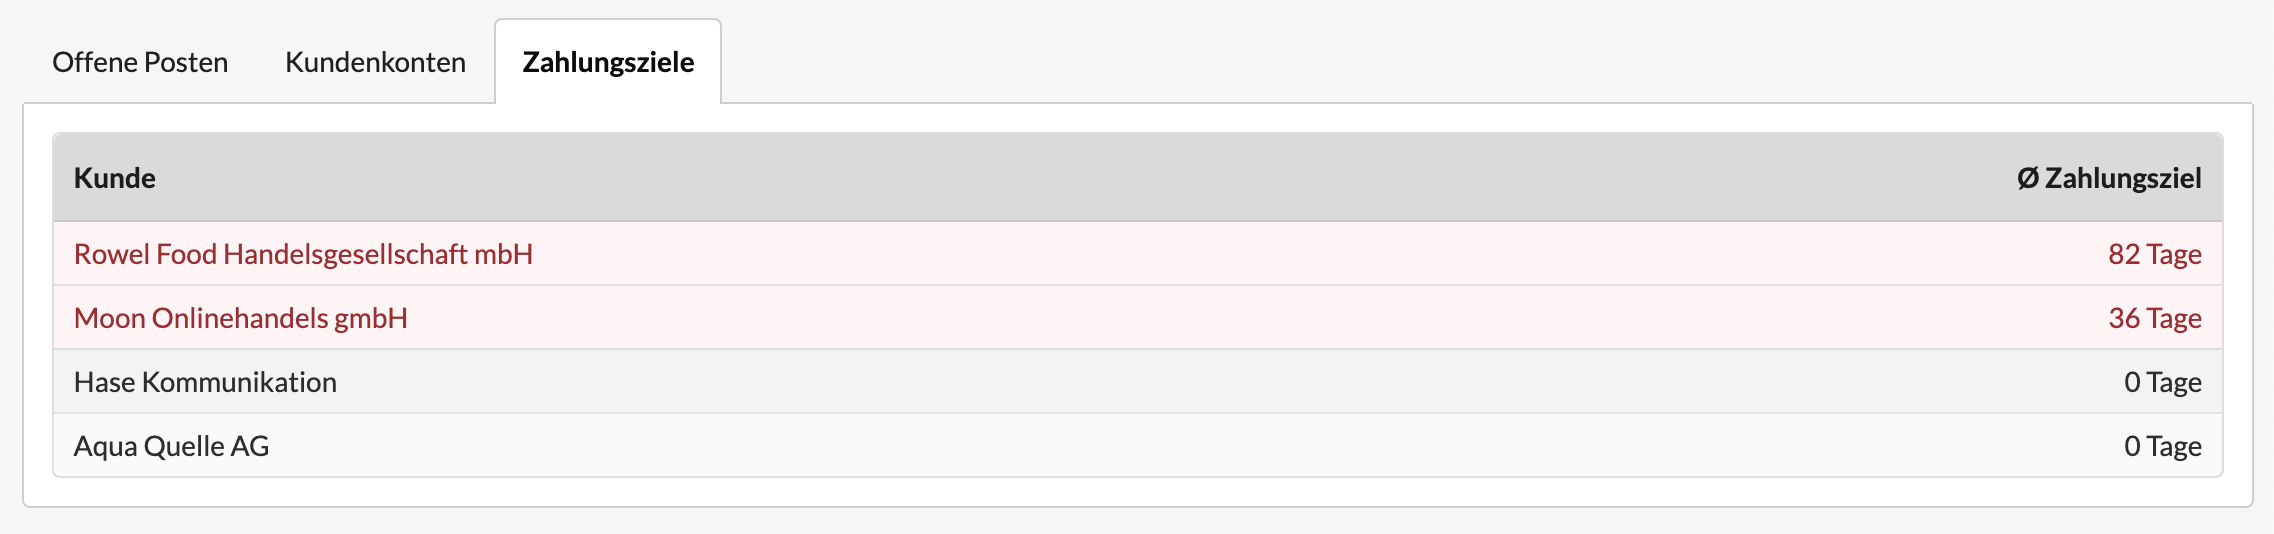 Offene Posten Kundenkonten Zahlungsziele
Kunde Ø Zahlungsziel
Rowel Food Handelsgesellschaft mbH 82 Tage
Moon Onlinehandels gmbH 36 Tage
Hase Kommunikation 0 Tage
Aqua Quelle AG 0 Tage